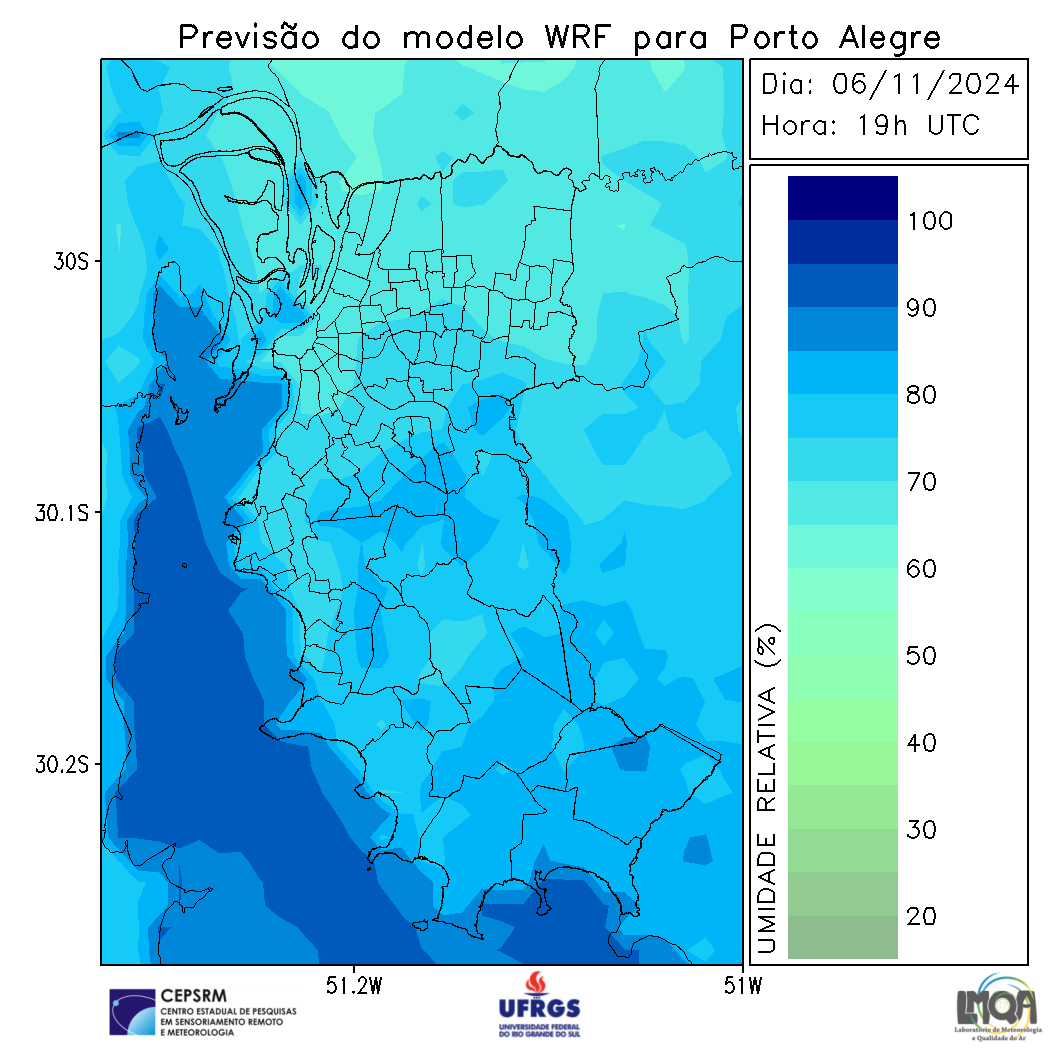 Previsão do modelo WRF para Porto Alegre
Dia: 06/11/2024
Hora: 19h UTC
30S
30.1S
30.2S
51.2W
51W
UMIDADE RELATIVA (%)
100
90
80
70
60
50
40
30
20
CEPSRM
CENTRO ESTADUAL DE PESQUISAS
EM SENSORIAMENTO REMOTO
E METEOROLOGIA
UFRGS
UNIVERSIDADE FEDERAL
DO RIO GRANDE DO SUL
LMQA
Laboratório de Meteorologia
e Qualidade do Ar